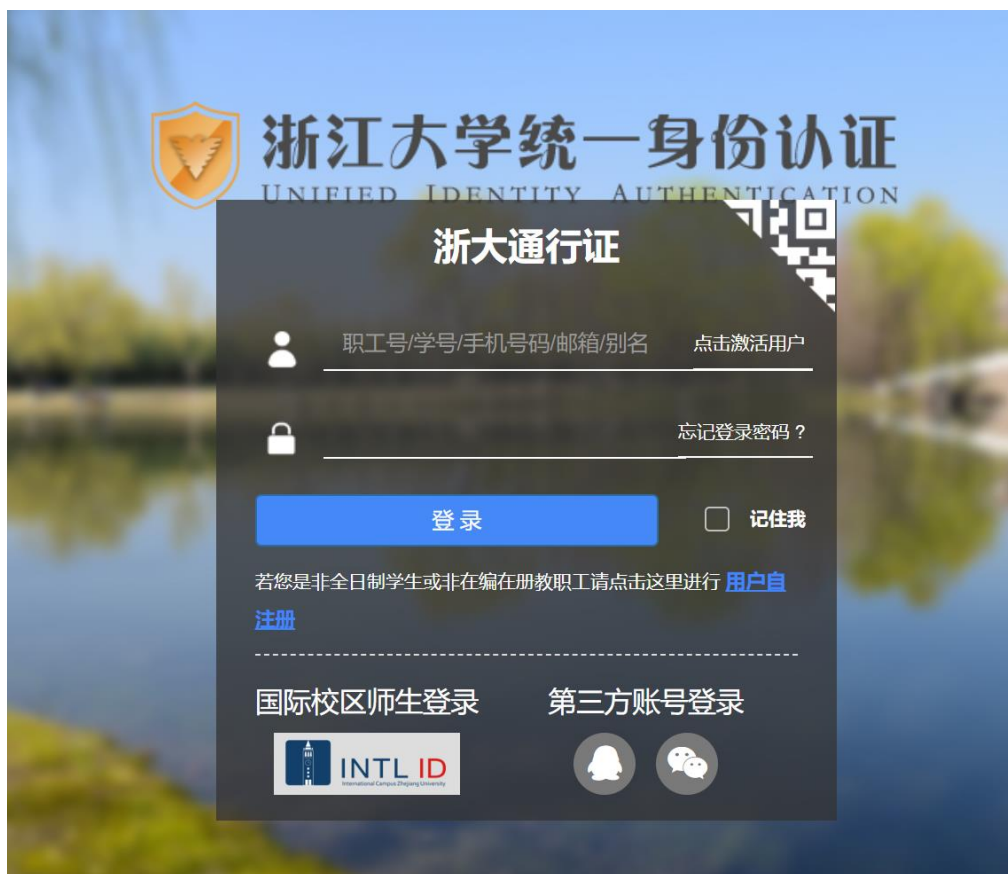 浙江大学统一身份认证
UNIFIED IDENTITY AUTHENTICATION
浙大通行证
职工号/学号/手机号码/邮箱/别名 点击激活用户
忘记登录密码？
登录 记住我
若您是非全日制学生或非在编在册教职工请点击这里进行 用户自
注册
国际校区师生登录 第三方账号登录
INTL ID
International Campus Zhejiang University